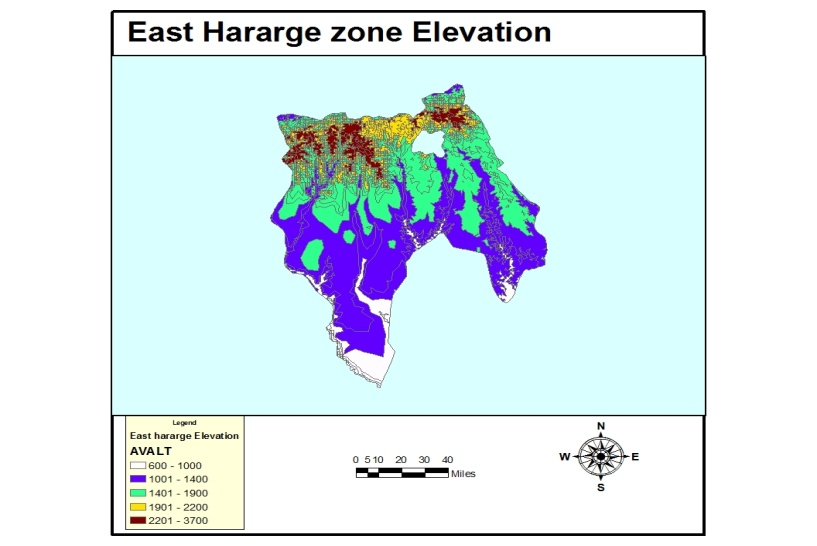 East Hararge zone Elevation
Legend
East hararge Elevation
AVALT
600 - 1000
1001 - 1400
1401 - 1900
1901 - 2200
2201 - 3700
0 5 10 20 30 40
Miles
N
W E
S